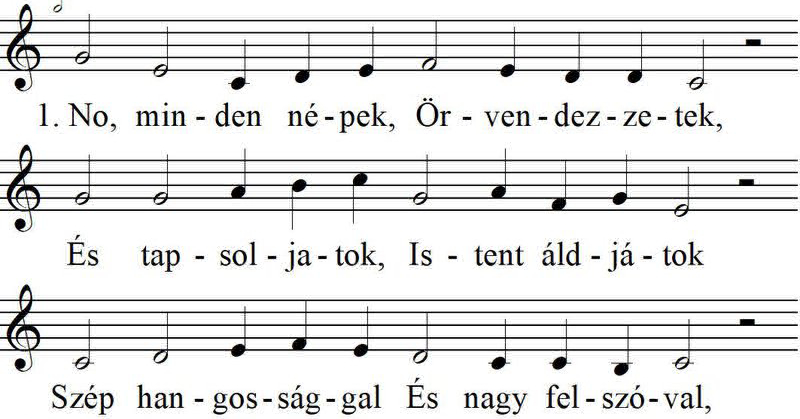 1. No, min - den né - pek, Ör - ven - dez - ze - tek,
És tap - sol - ja - tok, Is - tent áld - já - tok
Szép han - gos - ság - gal És nagy fel - szó - val,